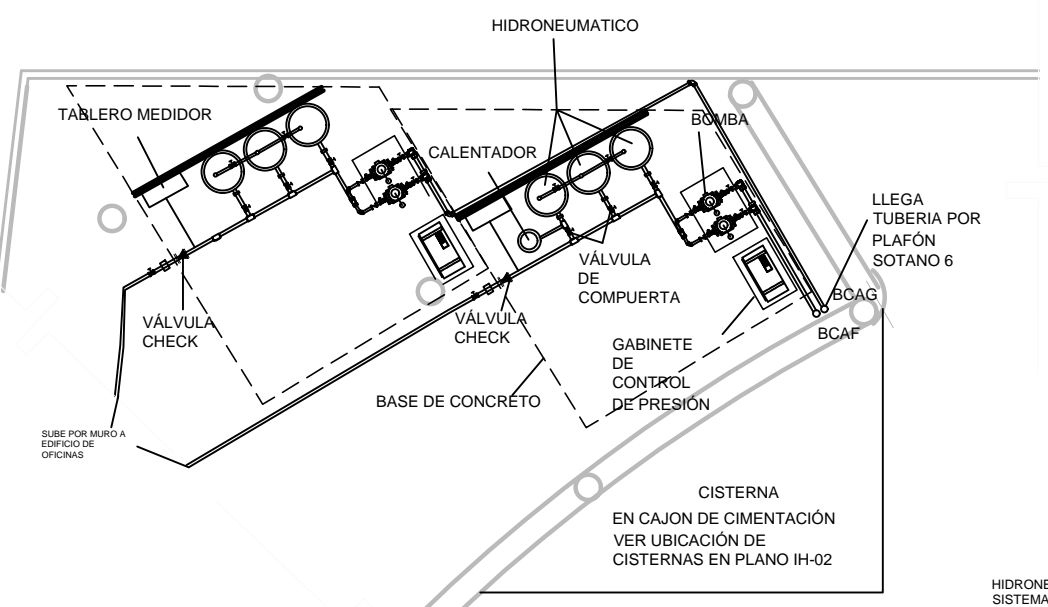 HIDRONEUMATICO
TABLERO MEDIDOR
BOMBA
CALENTADOR
LLEGA
TUBERIA POR
PLAFÓN
SOTANO 6
VÁLVULA
DE
COMPUERTA
BCAG
BCAF
VÁLVULA
CHECK
VÁLVULA
CHECK
GABINETE
DE
CONTROL
DE PRESIÓN
BASE DE CONCRETO
SUBE POR MURO A
EDIFICIO DE
OFICINAS
CISTERNA
EN CAJON DE CIMENTACIÓN
VER UBICACIÓN DE
CISTERNAS EN PLANO IH-02
HIDRONE
SISTEMA